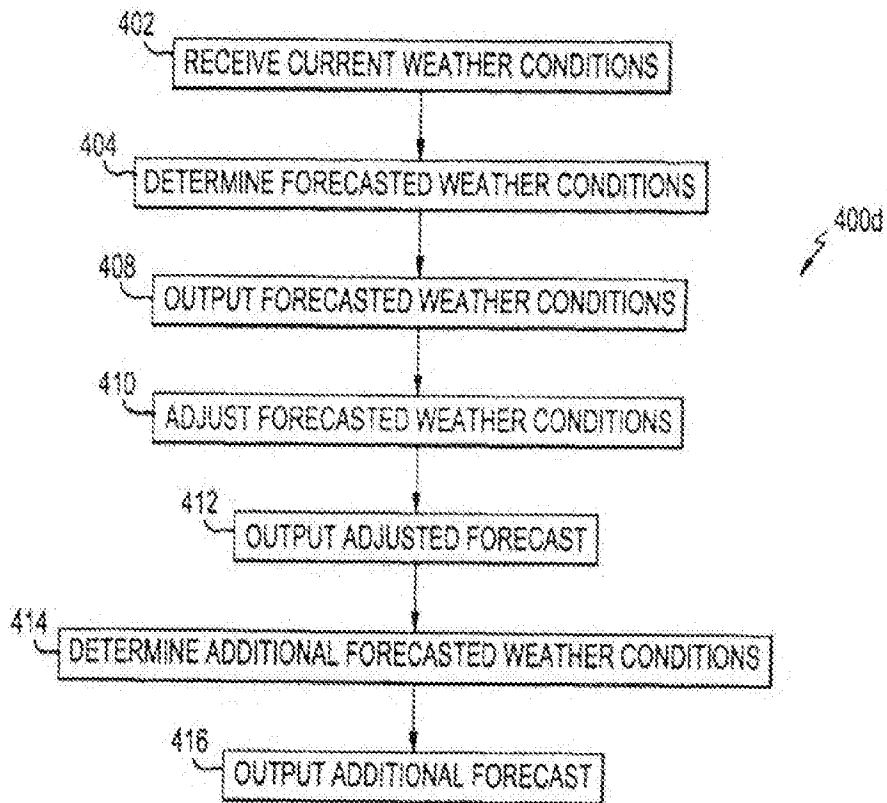 402
RECEIVE CURRENT WEATHER CONDITIONS
404
DETERMINE FORECASTED WEATHER CONDITIONS
400d
408
OUTPUT FORECASTED WEATHER CONDITIONS
410
ADJUST FORECASTED WEATHER CONDITIONS
412
OUTPUT ADJUSTED FORECAST
414
DETERMINE ADDITIONAL FORECASTED WEATHER CONDITIONS
416
OUTPUT ADDITIONAL FORECAST